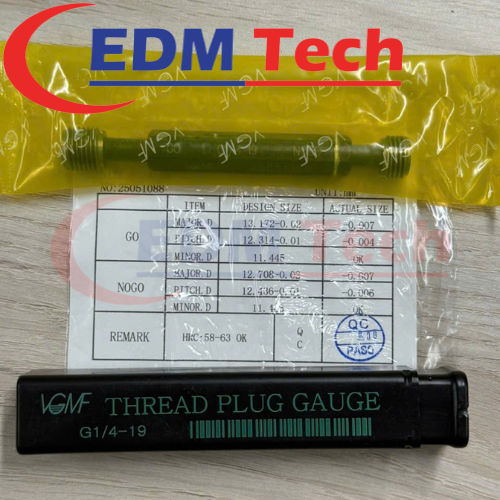 EDM Tech
VGMF
NO:25051088 UNIT:mm
ITEM DESIGN SIZE ACTUAL SIZE
GO MAJOR.D 13.172-0.02 -0.007
PITCH.D 12.314-0.01 -0.004
MINOR.D 11.445 OK
NOGO MAJOR.D
PITCH.D -0.006
MINOR.D OK
REMARK HRC:58-63 OK Q C
QC
PASS
VGMF THREAD PLUG GAUGE
G1/4-19